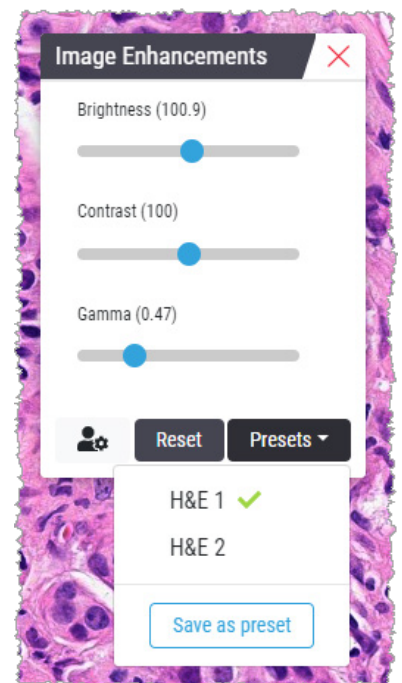 Image Enhancements
Brightness (100.9)
Contrast (100)
Gamma (0.47)
Reset Presets
H&E 1
H&E 2
Save as preset